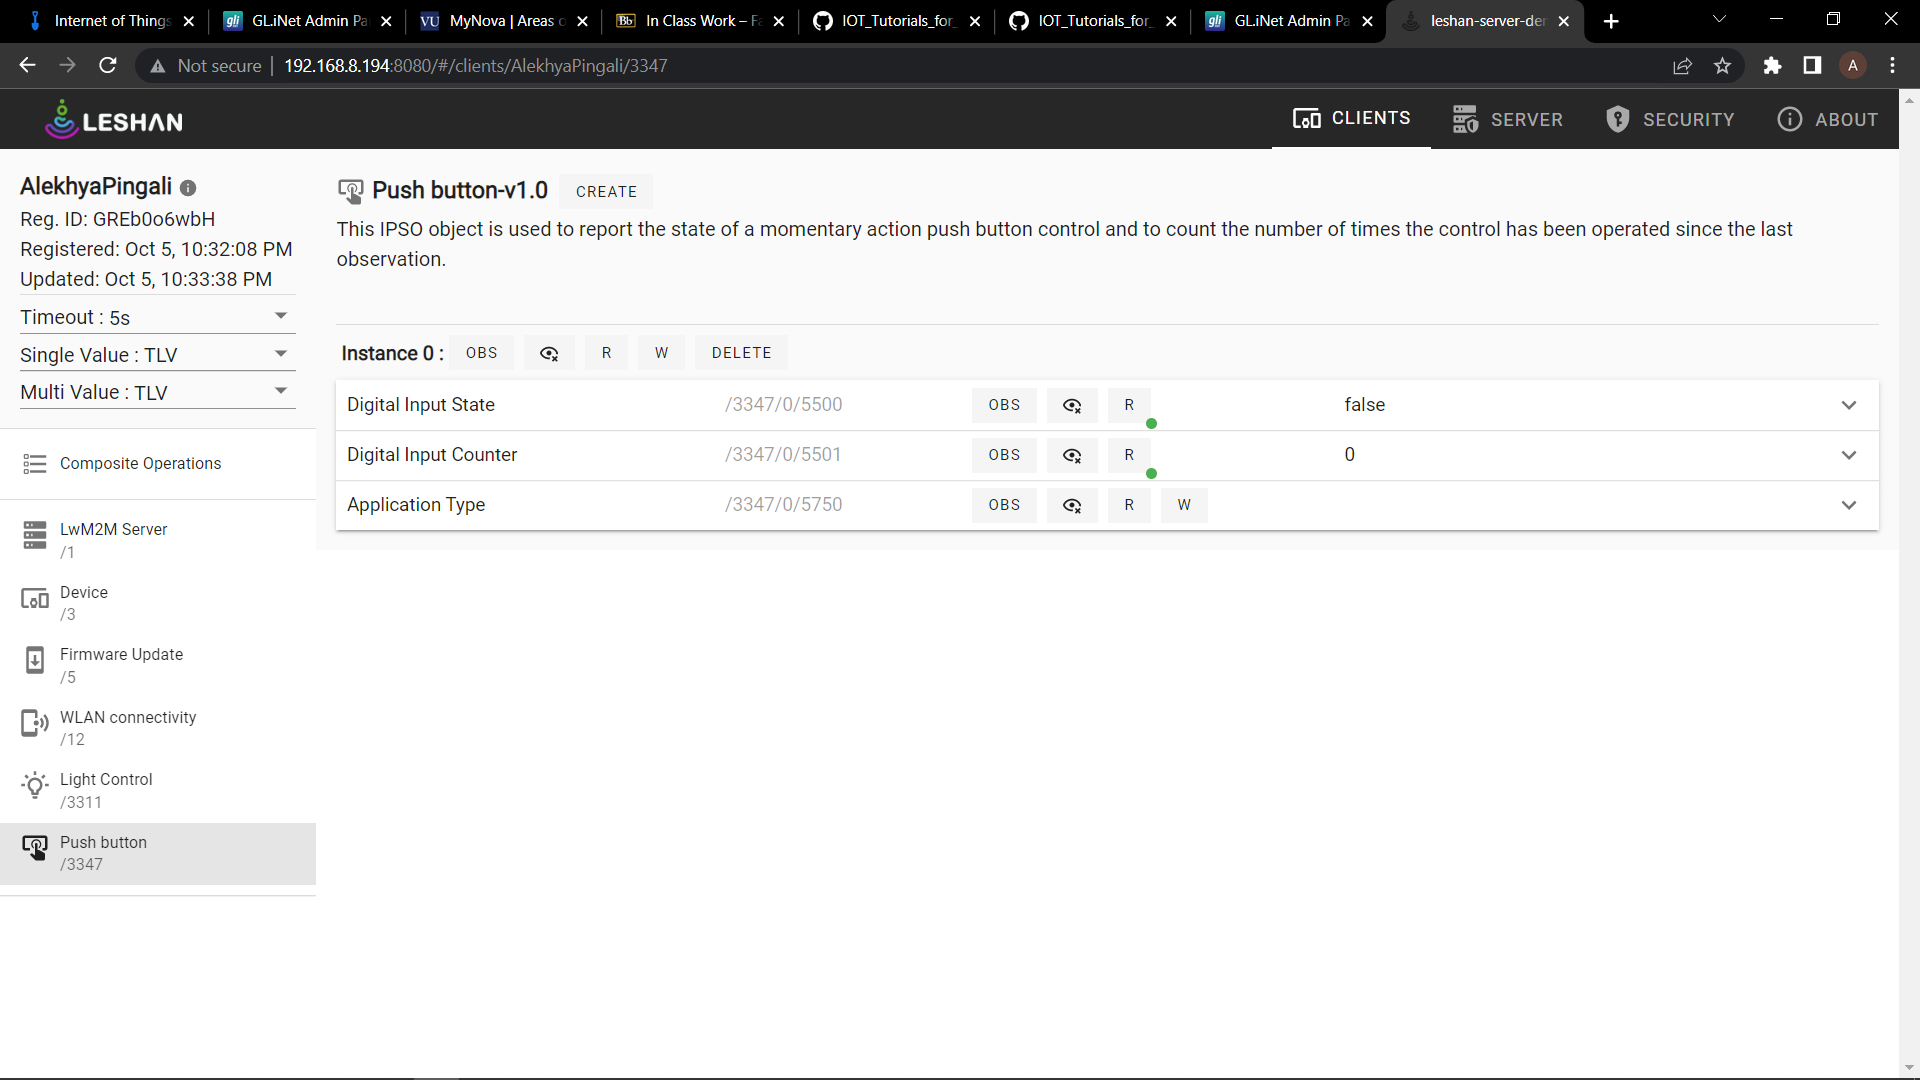 Internet of Things
GLiNet Admin Pa
MyNova | Areas o
In Class Work – Fa
IOT_Tutorials_for_
IOT_Tutorials_for_
GLiNet Admin Pa
leshan-server-der
Not secure | 192.168.8.194:8080/#/clients/AlekhyaPingali/3347
A
LESHAN
CLIENTS
SERVER
SECURITY
ABOUT
AlekhyaPingali
Reg. ID: GREb0o6wbH
Registered: Oct 5, 10:32:08 PM
Updated: Oct 5, 10:33:38 PM
Timeout : 5s
Single Value : TLV
Multi Value : TLV
Composite Operations
LwM2M Server
/1
Device
/3
Firmware Update
/5
WLAN connectivity
/12
Light Control
/3311
Push button
/3347
Push button-v1.0 CREATE
This IPSO object is used to report the state of a momentary action push button control and to count the number of times the control has been operated since the last
observation.
Instance 0 : OBS R W DELETE
Digital Input State /3347/0/5500 OBS R false
Digital Input Counter /3347/0/5501 OBS R 0
Application Type /3347/0/5750 OBS R W